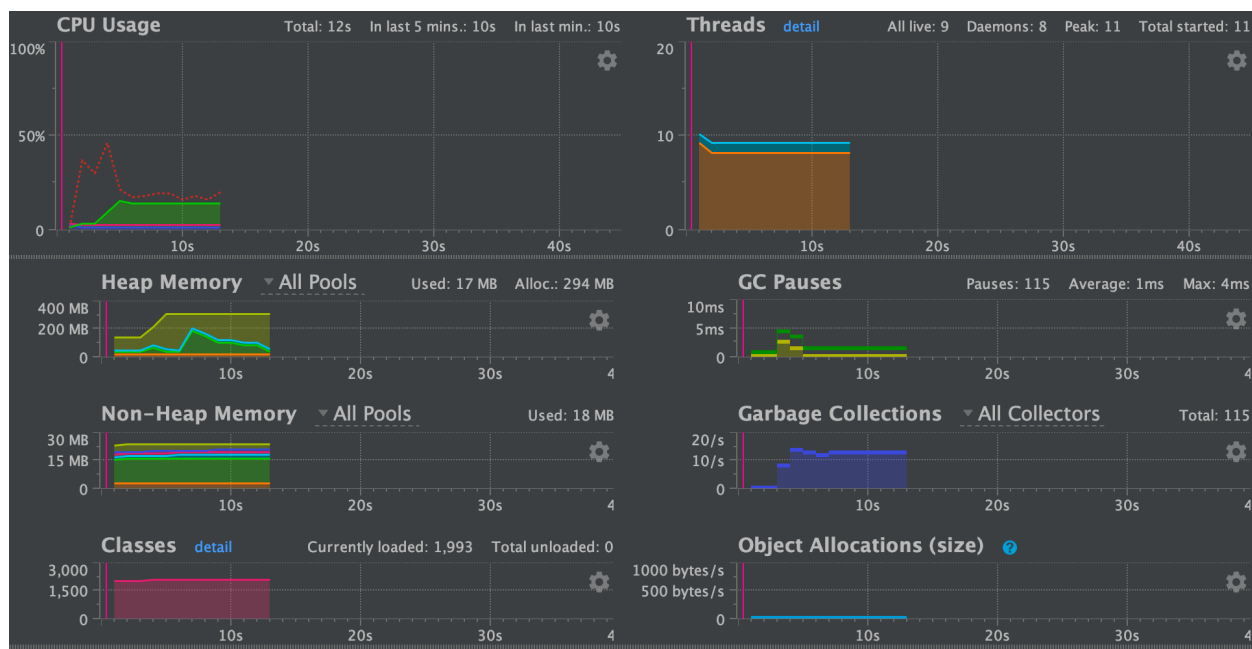 CPU Usage Total: 12s In last 5 mins.: 10s In last min.: 10s
100%
50%
0
10s 20s 30s 40s
Threads detail All live: 9 Daemons: 8 Peak: 11 Total started: 11
20
10
0
10s 20s 30s 40s
Heap Memory All Pools Used: 17 MB Alloc.: 294 MB
400 MB
200 MB
0
10s 20s 30s 4
GC Pauses Pauses: 115 Average: 1ms Max: 4ms
10ms
5ms
0
10s 20s 30s 4
Non-Heap Memory All Pools Used: 18 MB
30 MB
15 MB
0
10s 20s 30s 4
Garbage Collections All Collectors Total: 115
20/s
10/s
0
10s 20s 30s 4
Classes detail Currently loaded: 1,993 Total unloaded: 0
3,000
1,500
0
10s 20s 30s 4
Object Allocations (size) ?
1000 bytes/s
500 bytes/s
0
10s 20s 30s 4